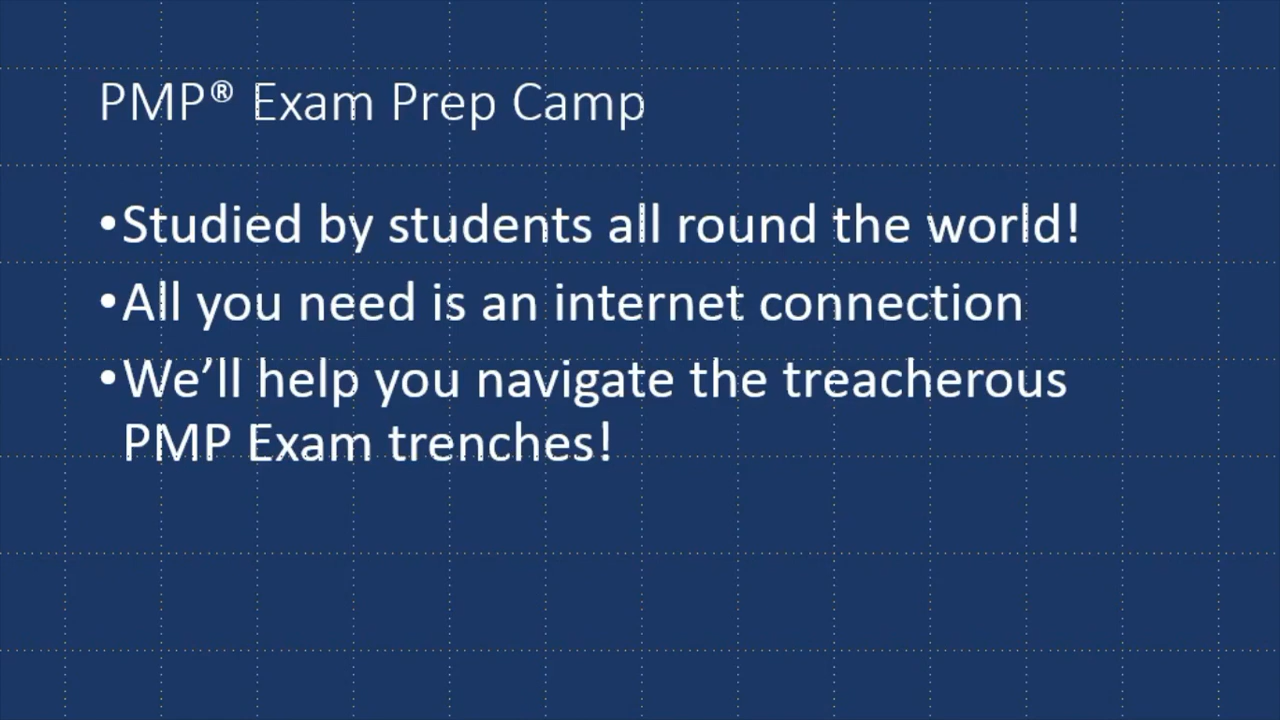 PMP® Exam Prep Camp
•Studied by students all round the world!
•All you need is an internet connection
•We’ll help you navigate the treacherous
PMP Exam trenches!